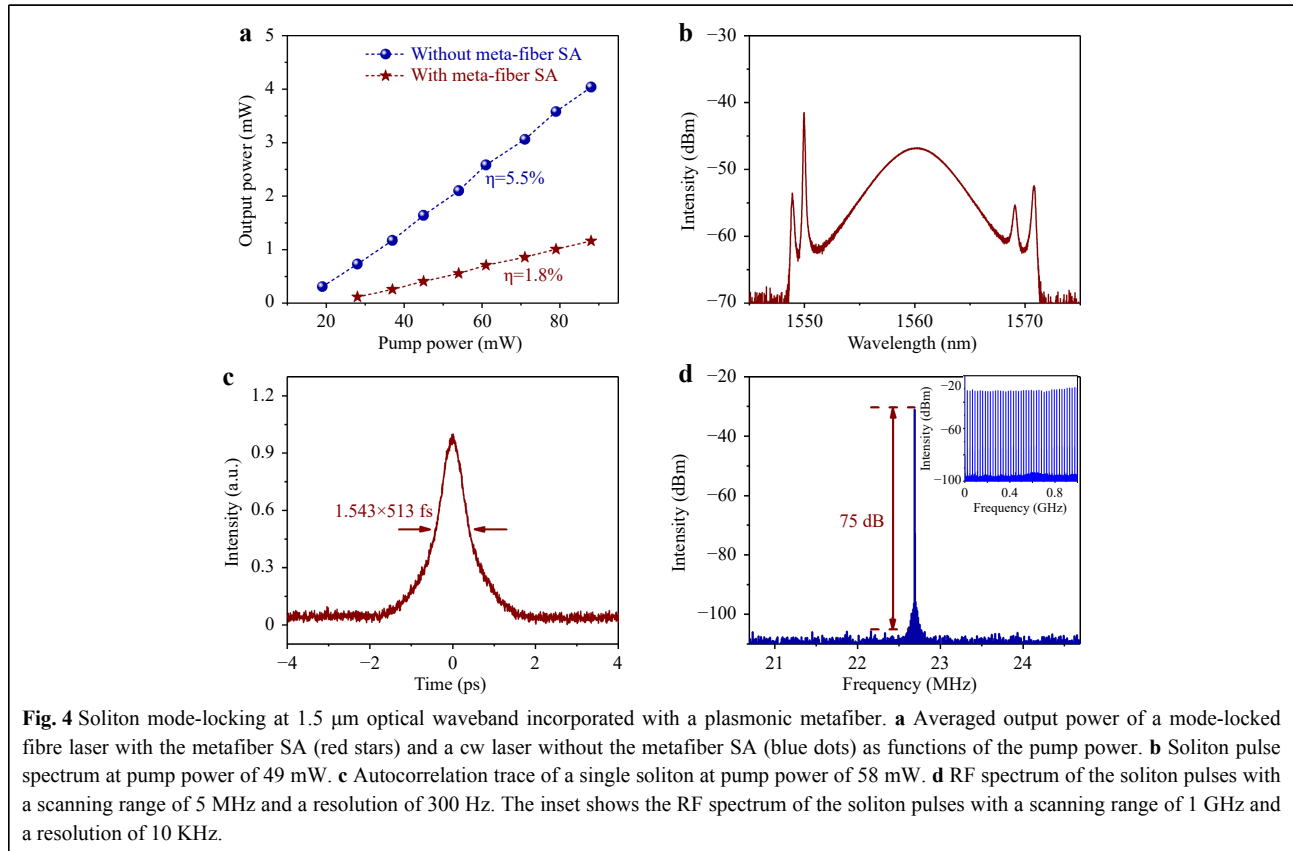 a
5
4
3
2
1
0
Output power (mW)
Without meta-fiber SA
With meta-fiber SA
η=5.5%
η=1.8%
20 40 60 80
Pump power (mW)
b
−30
−40
−50
−60
−70
Intensity (dBm)
1550 1560 1570
Wavelength (nm)
c
1.2
0.9
0.6
0.3
0
Intensity (a.u.)
1.543×513 fs
−4 −2 0 2 4
Time (ps)
d
−20
−40
−60
−80
−100
Intensity (dBm)
75 dB
21 22 23 24
Frequency (MHz)
−20
−60
−100
Intensity (dBm)
0 0.4 0.8
Frequency (GHz)
Fig. 4 Soliton mode-locking at 1.5 μm optical waveband incorporated with a plasmonic metafiber. a Averaged output power of a mode-locked
fibre laser with the metafiber SA (red stars) and a cw laser without the metafiber SA (blue dots) as functions of the pump power. b Soliton pulse
spectrum at pump power of 49 mW. c Autocorrelation trace of a single soliton at pump power of 58 mW. d RF spectrum of the soliton pulses with
a scanning range of 5 MHz and a resolution of 300 Hz. The inset shows the RF spectrum of the soliton pulses with a scanning range of 1 GHz and
a resolution of 10 KHz.